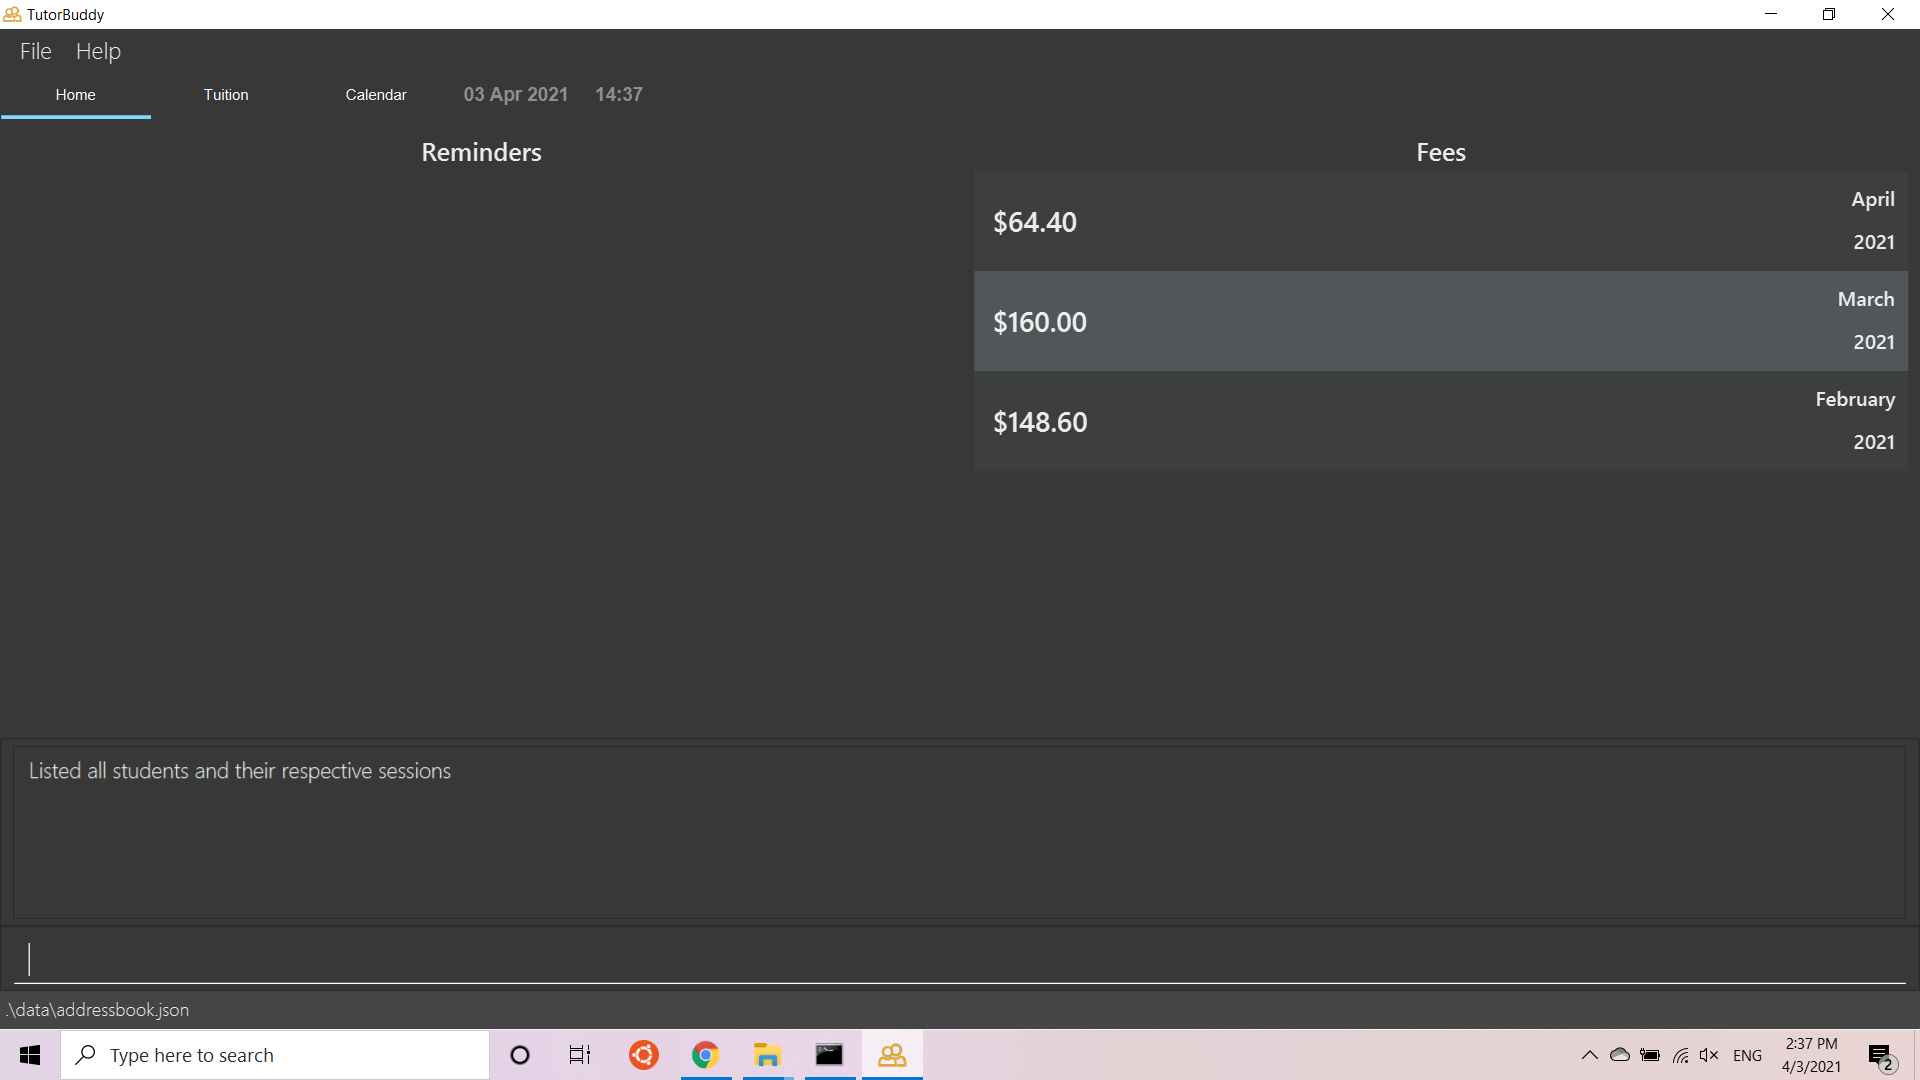 TutorBuddy
File Help
Home Tuition Calendar 03 Apr 2021 14:37
Reminders
Fees
$64.40
April
2021
$160.00
March
2021
$148.60
February
2021
Listed all students and their respective sessions
.\data\addressbook.json
Type here to search
ENG
2:37 PM
4/3/2021
2